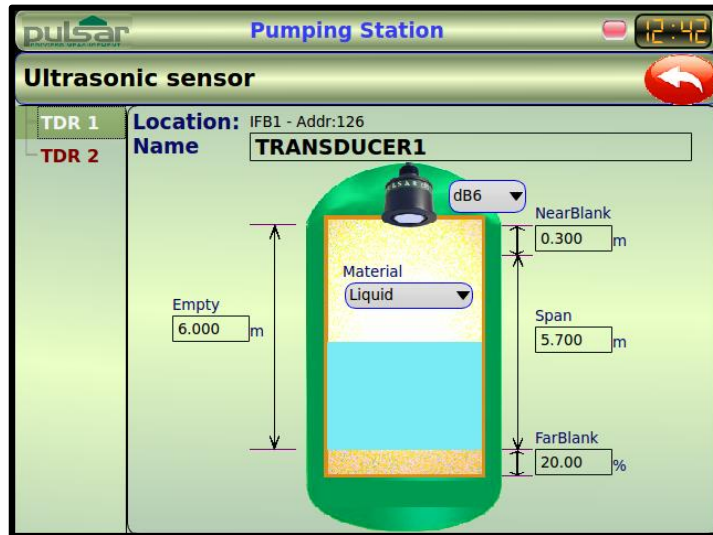 pulsar
Pumping Station
12:42
Ultrasonic sensor
TDR 1
TDR 2
Location: IFB1 - Addr:126
Name TRANSDUCER1
dB6
NearBlank
0.300 m
Material
Liquid
Empty
6.000 m
Span
5.700 m
FarBlank
20.00 %